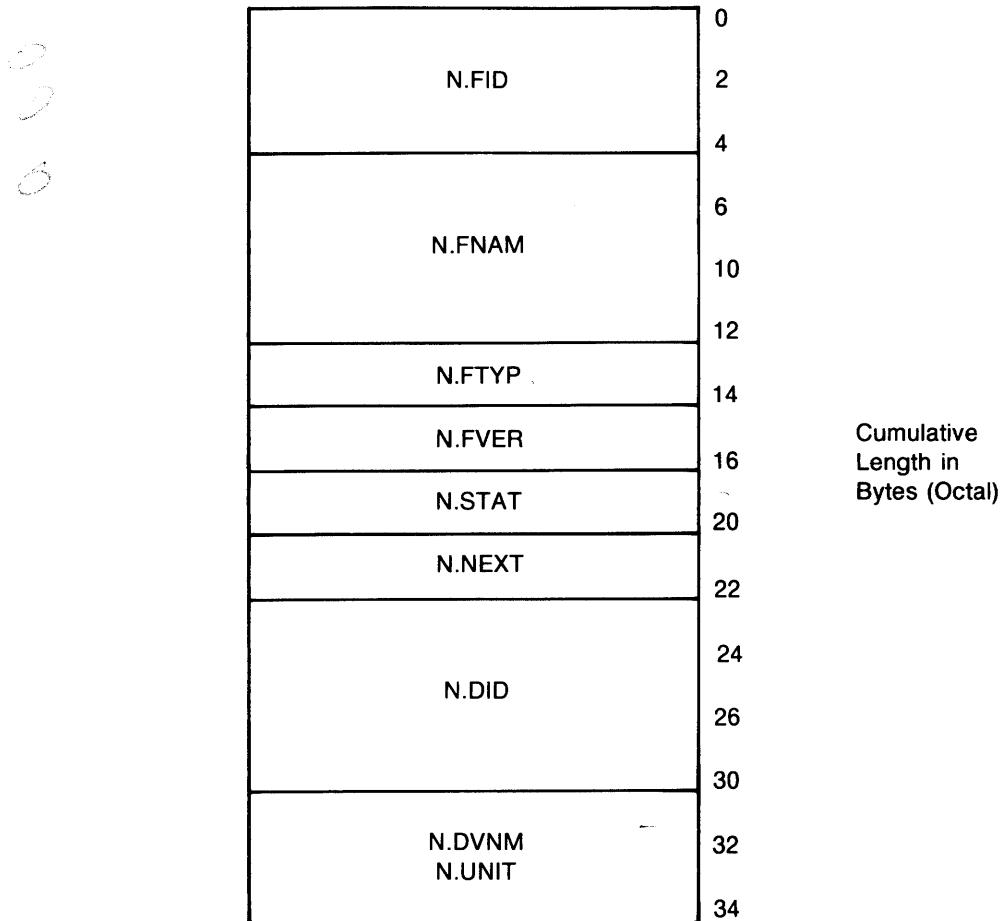 0
N.FID
2
4
6
N.FNAM
10
12
N.FTYP
14
N.FVER
16
Cumulative
Length in
Bytes (Octal)
N.STAT
20
N.NEXT
22
24
N.DID
26
30
N.DVNM
32
N.UNIT
34